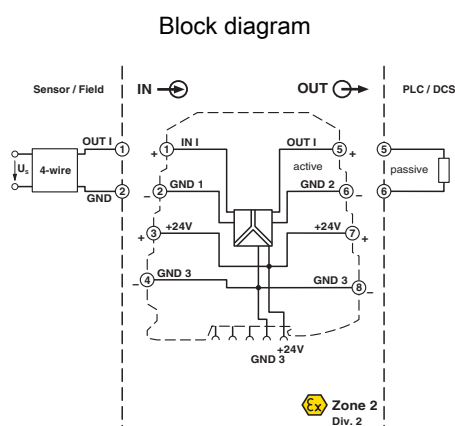 Block diagram
Sensor / Field
IN
OUT
PLC / DCS
OUT I 1
+ 1 IN I
OUT I 5 +
5
Us
4-wire
active
passive
GND 2
− 2 GND 1
GND 2 6 −
6
+ 3 +24V
+24V 7 +
− 4 GND 3
GND 3 8 −
+24V
GND 3
Ex Zone 2
Div. 2